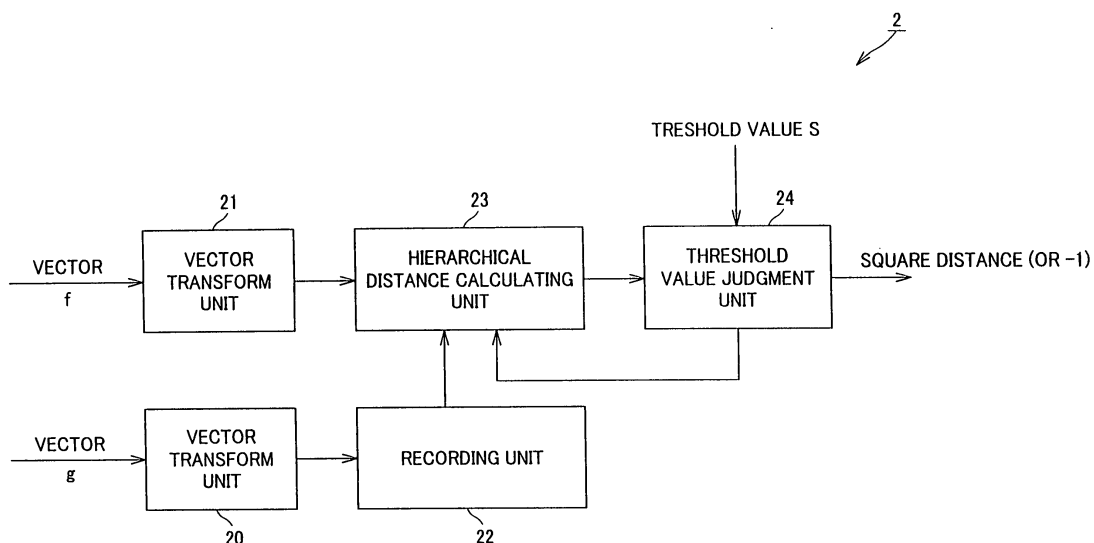 2
TRESHOLD VALUE S
21
23
24
VECTOR
f
VECTOR
TRANSFORM
UNIT
HIERARCHICAL
DISTANCE CALCULATING
UNIT
THRESHOLD
VALUE JUDGMENT
UNIT
SQUARE DISTANCE (OR -1)
VECTOR
g
VECTOR
TRANSFORM
UNIT
RECORDING UNIT
20
22